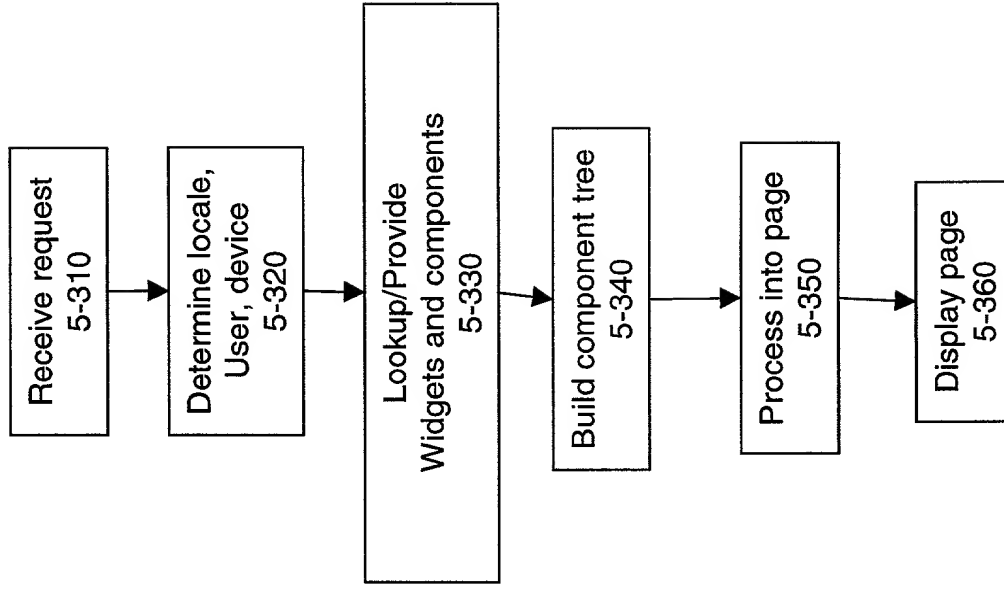 Receive request
5-310
Determine locale,
User, device
5-320
Lookup/Provide
Widgets and components
5-330
Build component tree
5-340
Process into page
5-350
Display page
5-360